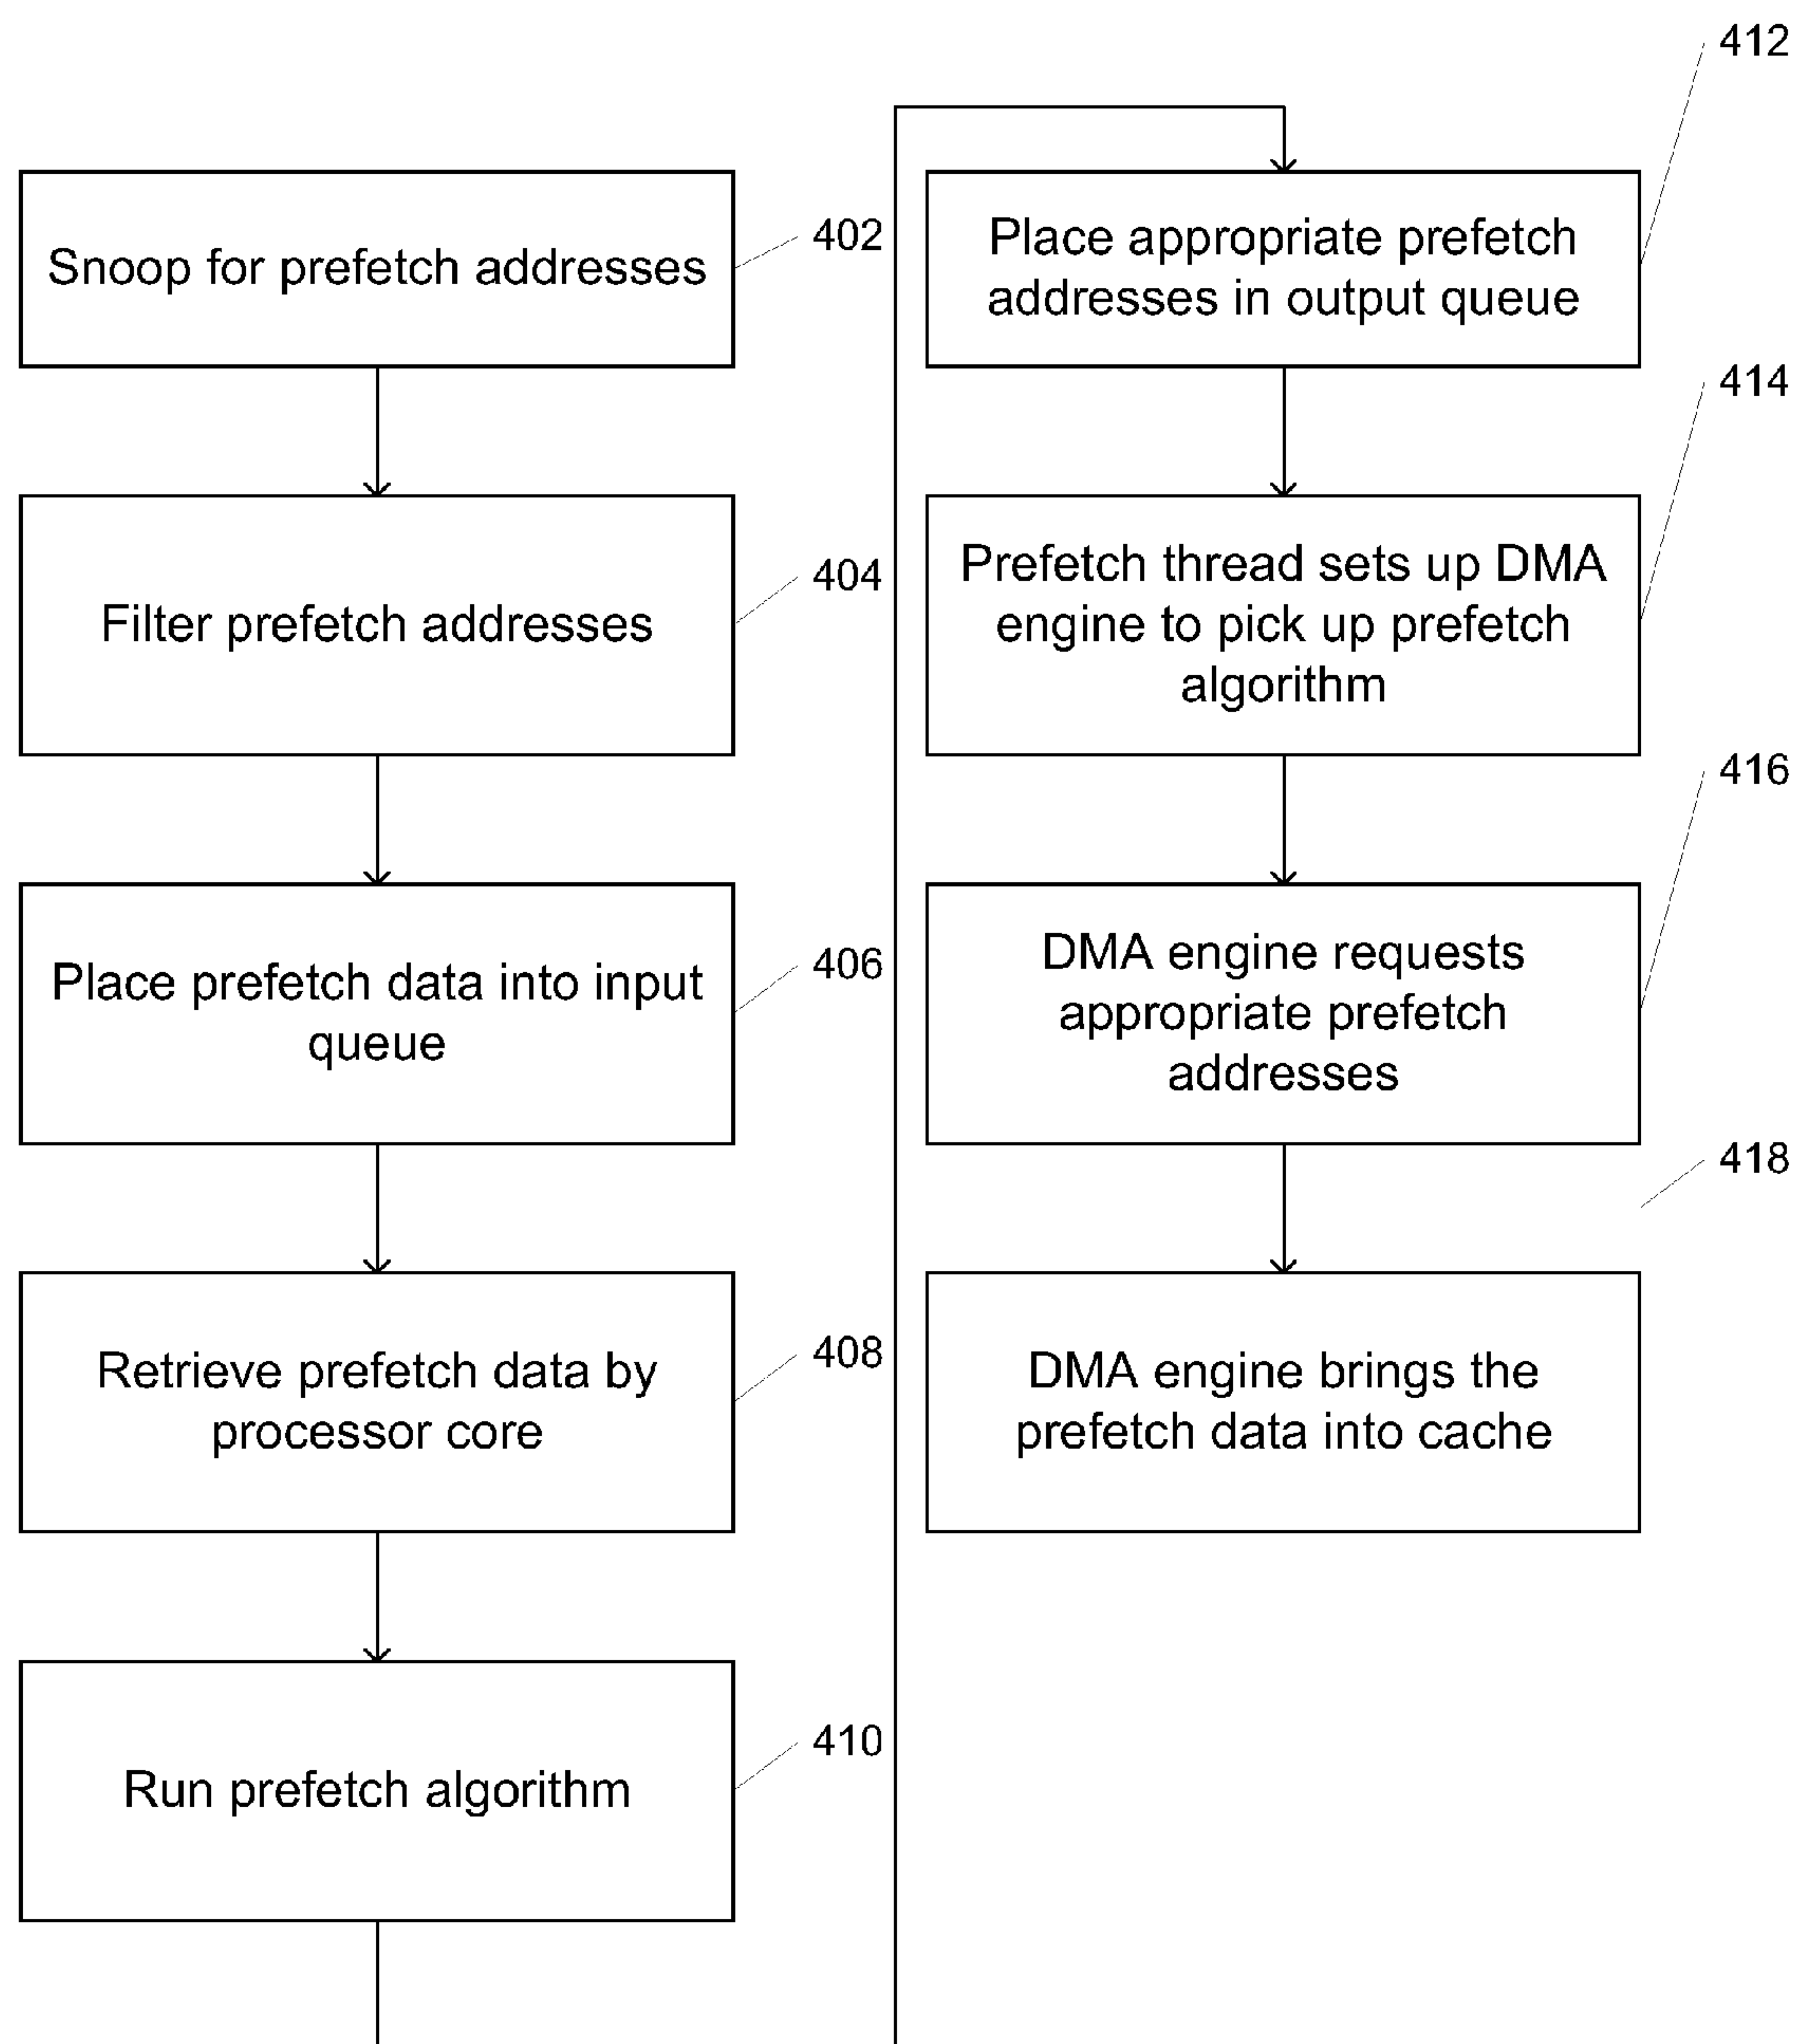 Snoop for prefetch addresses
402
Filter prefetch addresses
404
Place prefetch data into input
queue
406
Retrieve prefetch data by
processor core
408
Run prefetch algorithm
410
Place appropriate prefetch
addresses in output queue
412
Prefetch thread sets up DMA
engine to pick up prefetch
algorithm
414
DMA engine requests
appropriate prefetch
addresses
416
DMA engine brings the
prefetch data into cache
418